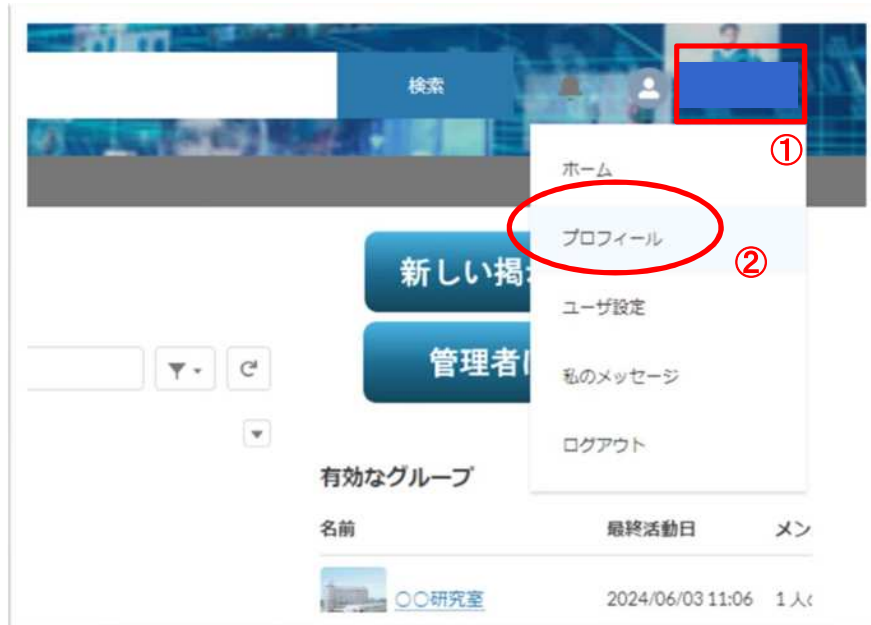 検索
①
ホーム
プロフィール
②
新しい掲
ユーザ設定
管理者
私のメッセージ
ログアウト
有効なグループ
名前 最終活動日 メン
〇〇研究室 2024/06/03 11:06 1人